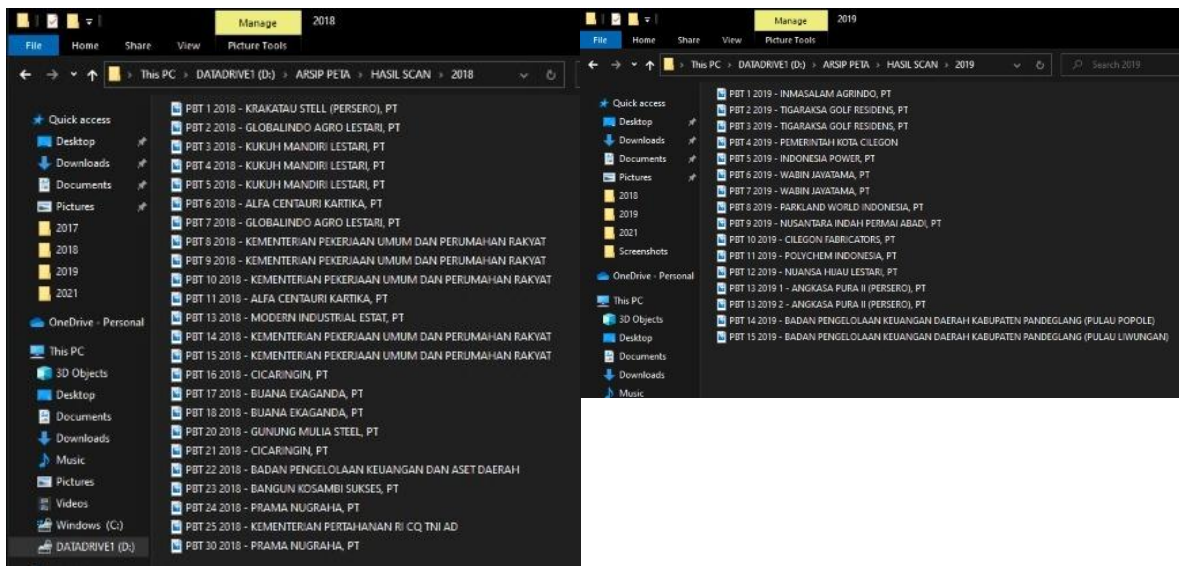 Manage 2018
File Home Share View Picture Tools
This PC > DATADRIVE1 (D:) > ARSIP PETA > HASIL SCAN > 2018
Quick access
Desktop
Downloads
Documents
Pictures
2017
2018
2019
2021
OneDrive - Personal
This PC
3D Objects
Desktop
Documents
Downloads
Music
Pictures
Videos
Windows (C:)
DATADRIVE1 (D:)
PBT 1 2018 - KRAKATAU STELL (PERSERO), PT
PBT 2 2018 - GLOBALINDO AGRO LESTARI, PT
PBT 3 2018 - KUKUH MANDIRI LESTARI, PT
PBT 4 2018 - KUKUH MANDIRI LESTARI, PT
PBT 5 2018 - KUKUH MANDIRI LESTARI, PT
PBT 6 2018 - ALFA CENTAURI KARTIKA, PT
PBT 7 2018 - GLOBALINDO AGRO LESTARI, PT
PBT 8 2018 - KEMENTERIAN PEKERJAAN UMUM DAN PERUMAHAN RAKYAT
PBT 9 2018 - KEMENTERIAN PEKERJAAN UMUM DAN PERUMAHAN RAKYAT
PBT 10 2018 - KEMENTERIAN PEKERJAAN UMUM DAN PERUMAHAN RAKYAT
PBT 11 2018 - ALFA CENTAURI KARTIKA, PT
PBT 13 2018 - MODERN INDUSTRIAL ESTAT, PT
PBT 14 2018 - KEMENTERIAN PEKERJAAN UMUM DAN PERUMAHAN RAKYAT
PBT 15 2018 - KEMENTERIAN PEKERJAAN UMUM DAN PERUMAHAN RAKYAT
PBT 16 2018 - CICARINGIN, PT
PBT 17 2018 - BUANA EKAGANDA, PT
PBT 18 2018 - BUANA EKAGANDA, PT
PBT 20 2018 - GUNUNG MULIA STEEL, PT
PBT 21 2018 - CICARINGIN, PT
PBT 22 2018 - BADAN PENGELOLAAN KEUANGAN DAN ASET DAERAH
PBT 23 2018 - BANGUN KOSAMBI SUKSES, PT
PBT 24 2018 - PRAMA NUGRAHA, PT
PBT 25 2018 - KEMENTERIAN PERTAHANAN RI CQ TNI AD
PBT 30 2018 - PRAMA NUGRAHA, PT
Manage 2019
File Home Share View Picture Tools
This PC > DATADRIVE1 (D:) > ARSIP PETA > HASIL SCAN > 2019
Search 2019
Quick access
Desktop
Downloads
Documents
Pictures
2018
2019
2021
Screenshots
OneDrive - Personal
This PC
3D Objects
Desktop
Documents
Downloads
Music
PBT 1 2019 - INMASALAM AGRINDO, PT
PBT 2 2019 - TIGARAKSA GOLF RESIDENS, PT
PBT 3 2019 - TIGARAKSA GOLF RESIDENS, PT
PBT 4 2019 - PEMERINTAH KOTA CILEGON
PBT 5 2019 - INDONESIA POWER, PT
PBT 6 2019 - WABIN JAYATAMA, PT
PBT 7 2019 - WABIN JAYATAMA, PT
PBT 8 2019 - PARKLAND WORLD INDONESIA, PT
PBT 9 2019 - NUSANTARA INDAH PERMAI ABADI, PT
PBT 10 2019 - CILEGON FABRICATORS, PT
PBT 11 2019 - POLYCHEM INDONESIA, PT
PBT 12 2019 - NUANSA HIJAU LESTARI, PT
PBT 13 2019 1 - ANGKASA PURA II (PERSERO), PT
PBT 13 2019 2 - ANGKASA PURA II (PERSERO), PT
PBT 14 2019 - BADAN PENGELOLAAN KEUANGAN DAERAH KABUPATEN PANDEGLANG (PULAU POPOLE)
PBT 15 2019 - BADAN PENGELOLAAN KEUANGAN DAERAH KABUPATEN PANDEGLANG (PULAU LIWUNGAN)